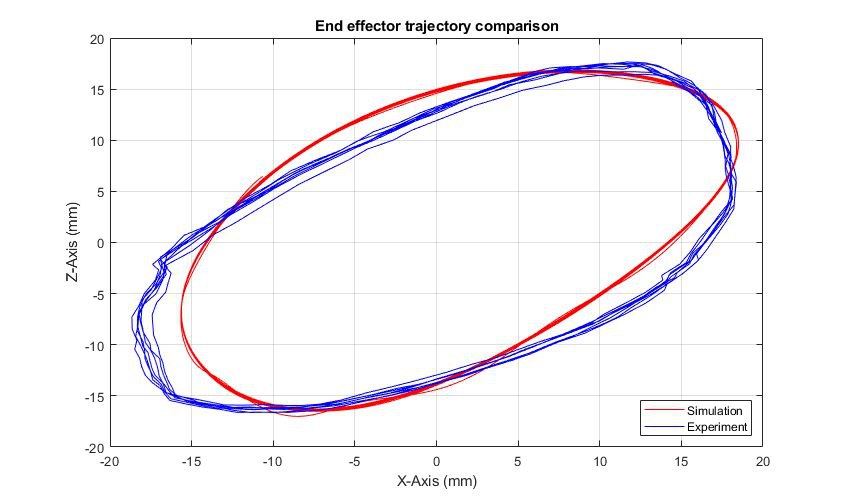 End effector trajectory comparison
20
15
10
5
0
-5
-10
-15
-20
Z-Axis (mm)
-20 -15 -10 -5 0 5 10 15 20
X-Axis (mm)
Simulation
Experiment